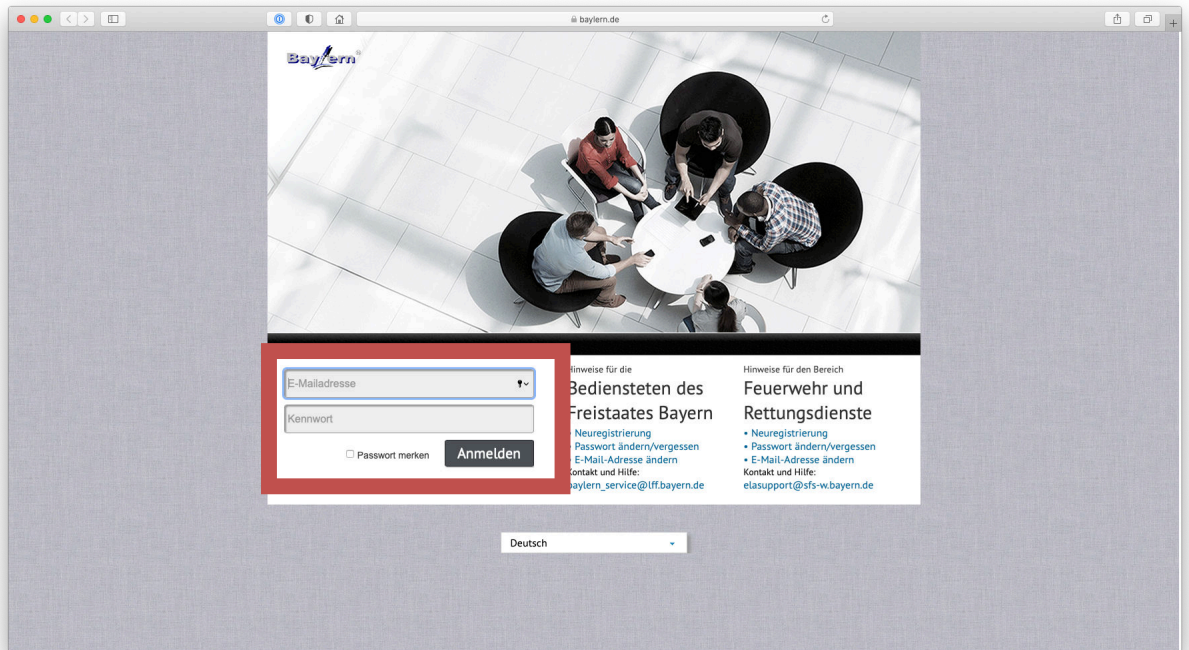 baylern.de
BayLern®
E-Mailadresse
Kennwort
Passwort merken
Anmelden
Hinweise für die
Bediensteten des
Freistaates Bayern
• Neuregistrierung
• Passwort ändern/vergessen
• E-Mail-Adresse ändern
Kontakt und Hilfe:
baylern_service@lff.bayern.de
Hinweise für den Bereich
Feuerwehr und
Rettungsdienste
• Neuregistrierung
• Passwort ändern/vergessen
• E-Mail-Adresse ändern
Kontakt und Hilfe:
elasupport@sfs-w.bayern.de
Deutsch